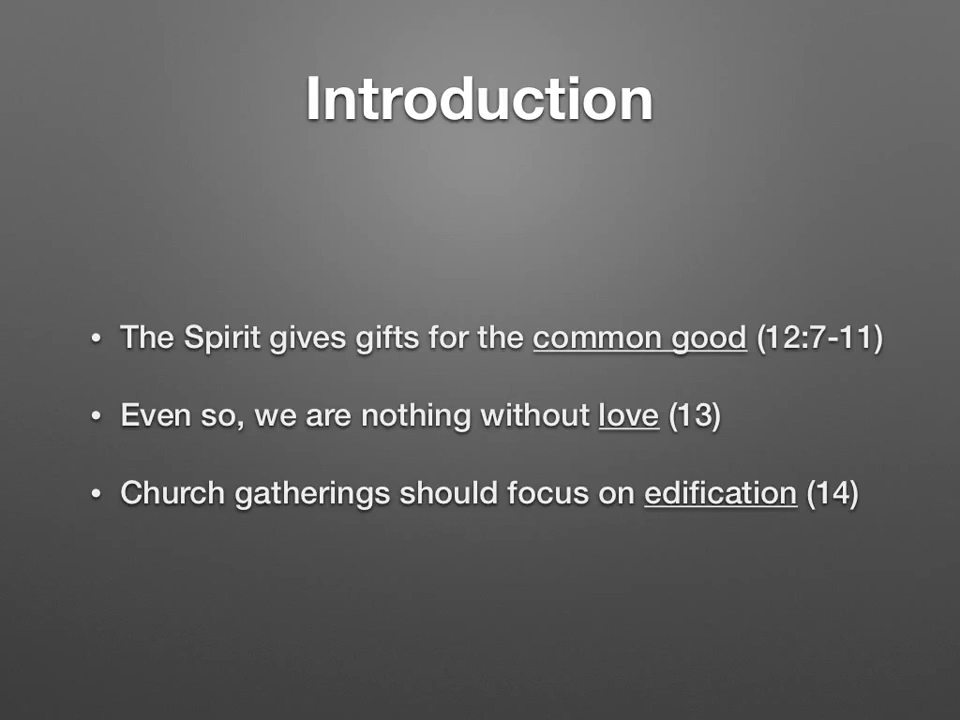 Introduction
• The Spirit gives gifts for the common good (12:7-11)
• Even so, we are nothing without love (13)
• Church gatherings should focus on edification (14)